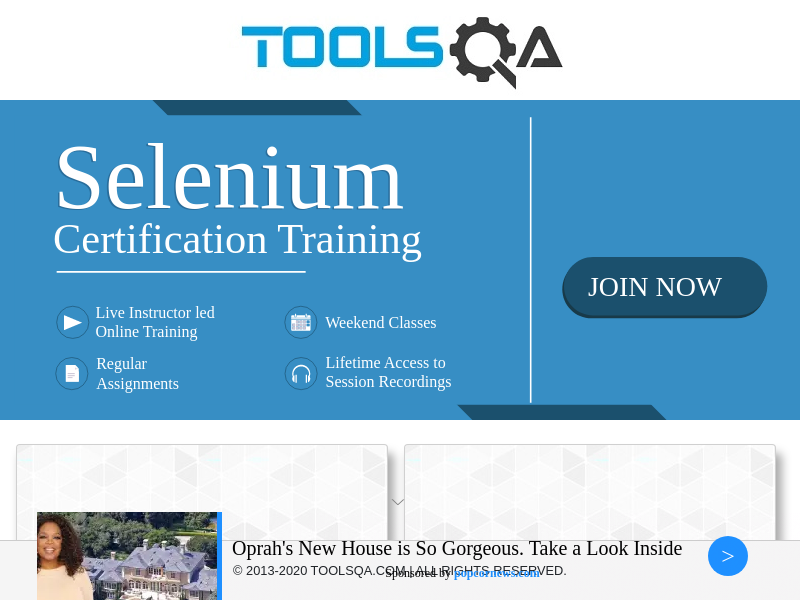 TOOLSQA
Selenium
Certification Training
JOIN NOW
Live Instructor led
Online Training
Weekend Classes
Regular
Assignments
Lifetime Access to
Session Recordings
Oprah's New House is So Gorgeous. Take a Look Inside
>
© 2013-2020 TOOLSQA.COM | ALL RIGHTS RESERVED.
Sponsored by popcornews.com